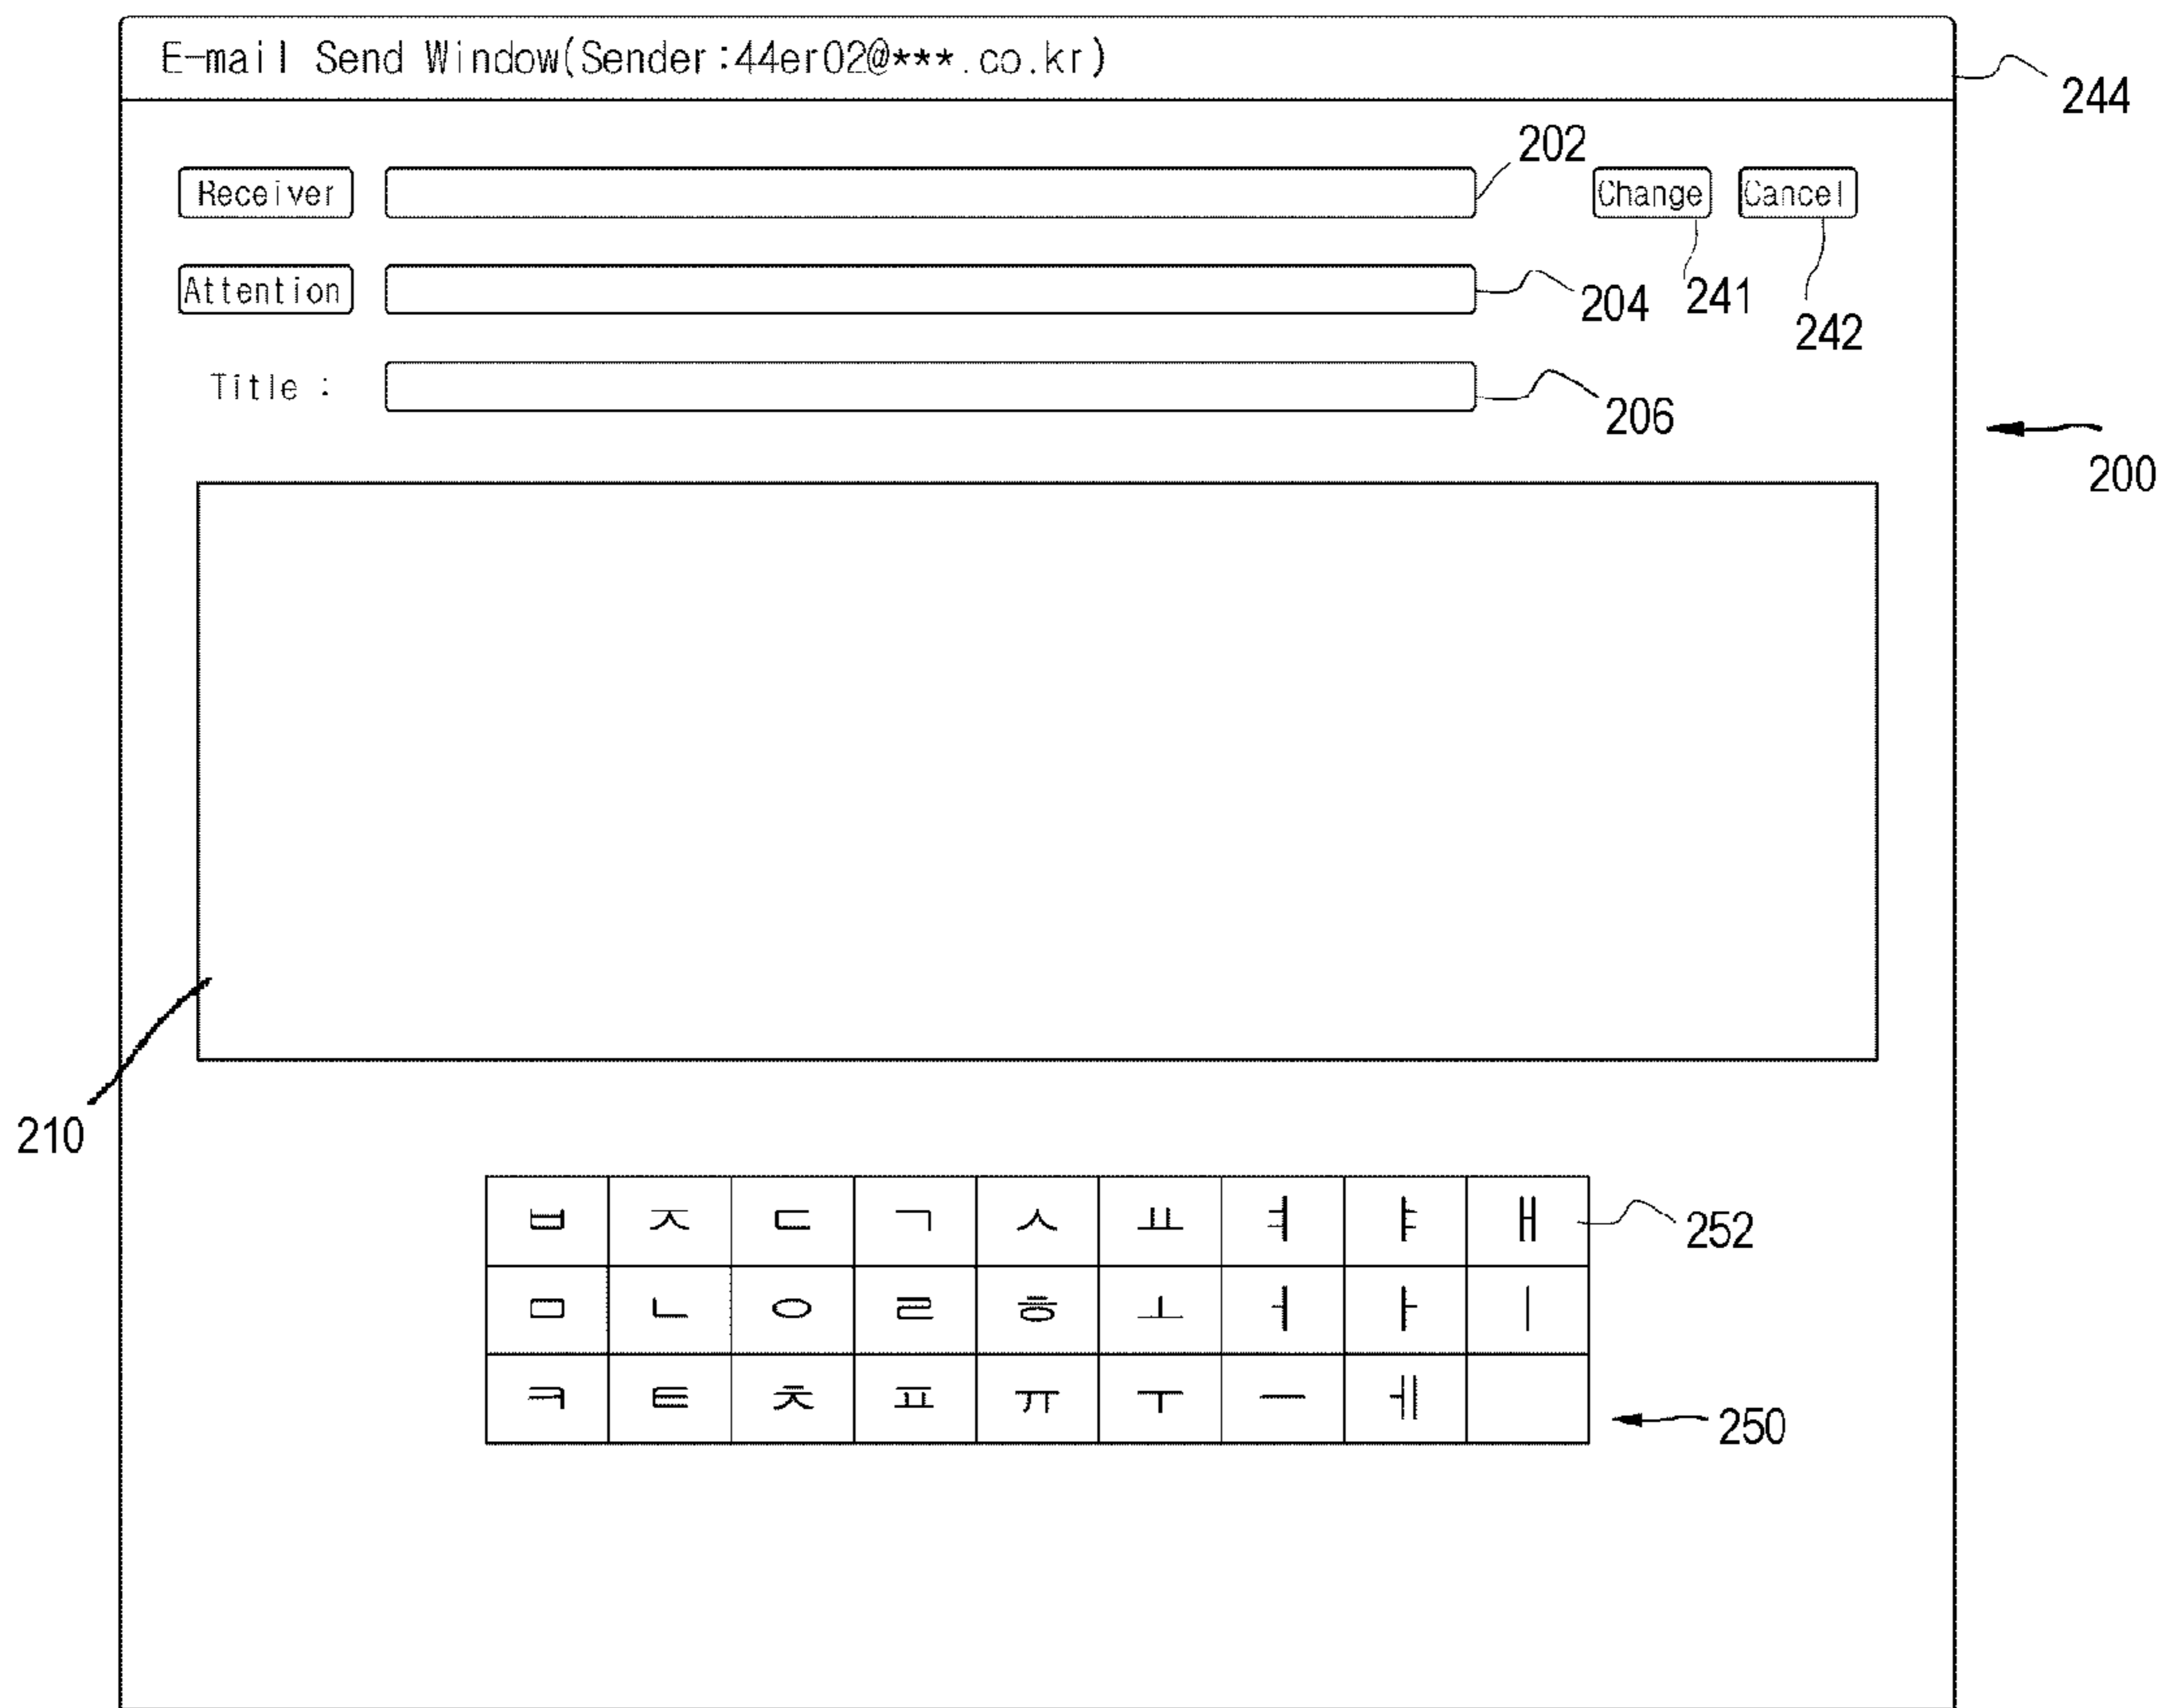 E-mail Send Window(Sender:44er02@***.co.kr)
244
202
Receiver
Change
Cancel
Attention
204
241
242
Title :
206
200
210
ㅂ ㅈ ㄷ ㄱ ㅅ ㅛ ㅕ ㅑ ㅐ
252
ㅁ ㄴ ㅇ ㄹ ㅎ ㅗ ㅓ ㅏ ㅣ
ㅋ ㅌ ㅊ ㅍ ㅠ ㅜ ㅡ ㅔ
250